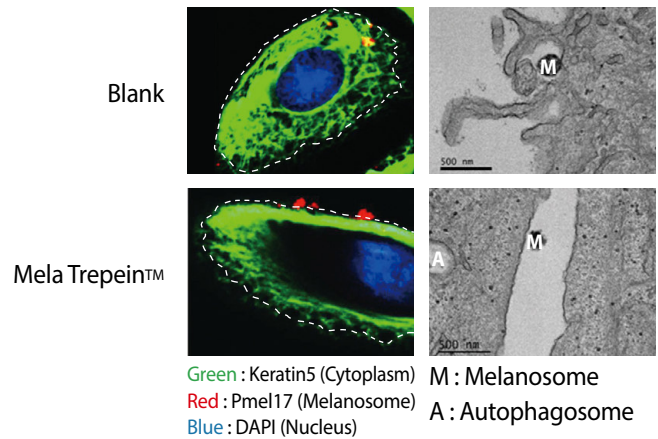 Blank
M
500 nm
Mela Trepein™
A
M
500 nm
Green : Keratin5 (Cytoplasm)
Red : Pmel17 (Melanosome)
Blue : DAPI (Nucleus)
M : Melanosome
A : Autophagosome